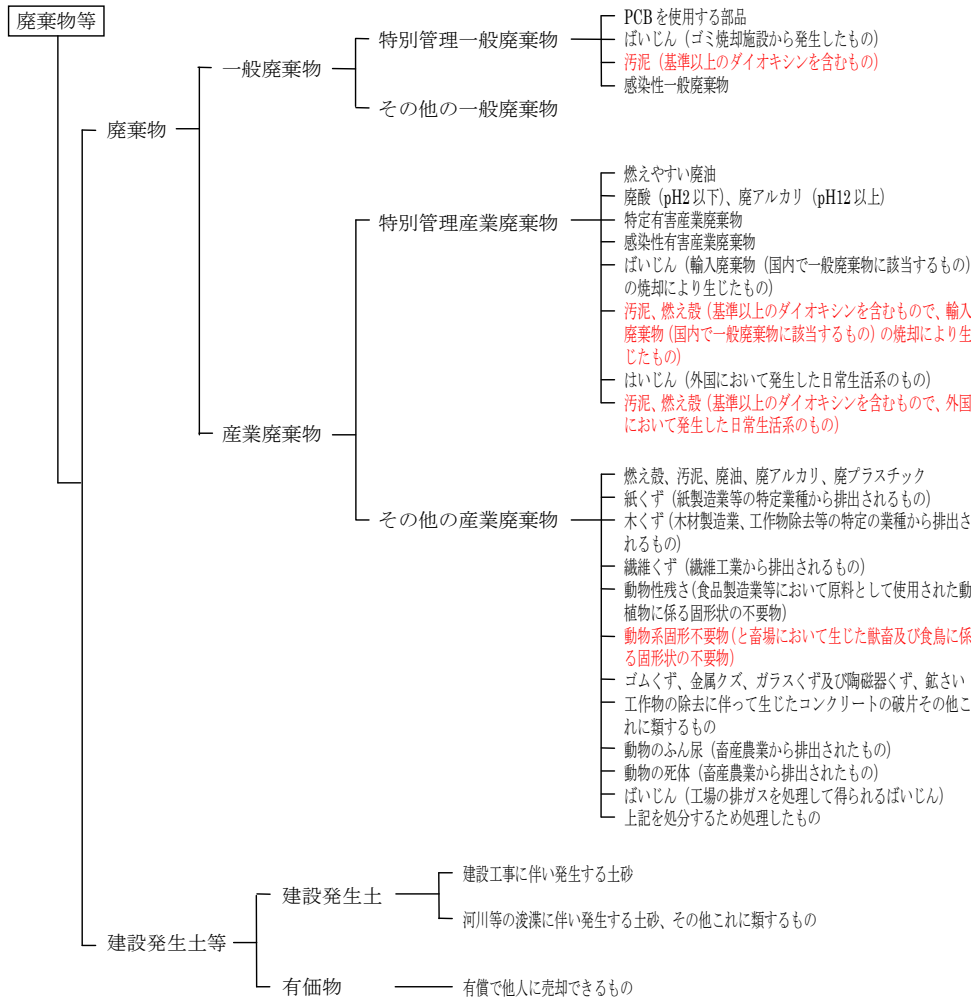 廃棄物等
廃棄物
一般廃棄物
特別管理一般廃棄物
PCBを使用する部品
ばいじん（ゴミ焼却施設から発生したもの）
汚泥（基準以上のダイオキシンを含むもの）
感染性一般廃棄物
その他の一般廃棄物
産業廃棄物
特別管理産業廃棄物
燃えやすい廃油
廃酸（pH2以下）、廃アルカリ（pH12以上）
特定有害産業廃棄物
感染性有害産業廃棄物
ばいじん（輸入廃棄物（国内で一般廃棄物に該当するもの）
の焼却により生じたもの）
汚泥、燃え殻（基準以上のダイオキシンを含むもので、輸入
廃棄物（国内で一般廃棄物に該当するもの）の焼却により生
じたもの）
はいじん（外国において発生した日常生活系のもの）
汚泥、燃え殻（基準以上のダイオキシンを含むもので、外国
において発生した日常生活系のもの）
その他の産業廃棄物
燃え殻、汚泥、廃油、廃アルカリ、廃プラスチック
紙くず（紙製造業等の特定業種から排出されるもの）
木くず（木材製造業、工作物除去等の特定の業種から排出さ
れるもの）
繊維くず（繊維工業から排出されるもの）
動物性残さ（食品製造業等において原料として使用された動
植物に係る固形状の不要物）
動物系固形不要物（と畜場において生じた獣畜及び食鳥に係
る固形状の不要物）
ゴムくず、金属クズ、ガラスくず及び陶磁器くず、鉱さい
工作物の除去に伴って生じたコンクリートの破片その他こ
れに類するもの
動物のふん尿（畜産農業から排出されたもの）
動物の死体（畜産農業から排出されたもの）
ばいじん（工場の排ガスを処理して得られるばいじん）
上記を処分するため処理したもの
建設発生土等
建設発生土
建設工事に伴い発生する土砂
河川等の浚渫に伴い発生する土砂、その他これに類するもの
有価物
有償で他人に売却できるもの